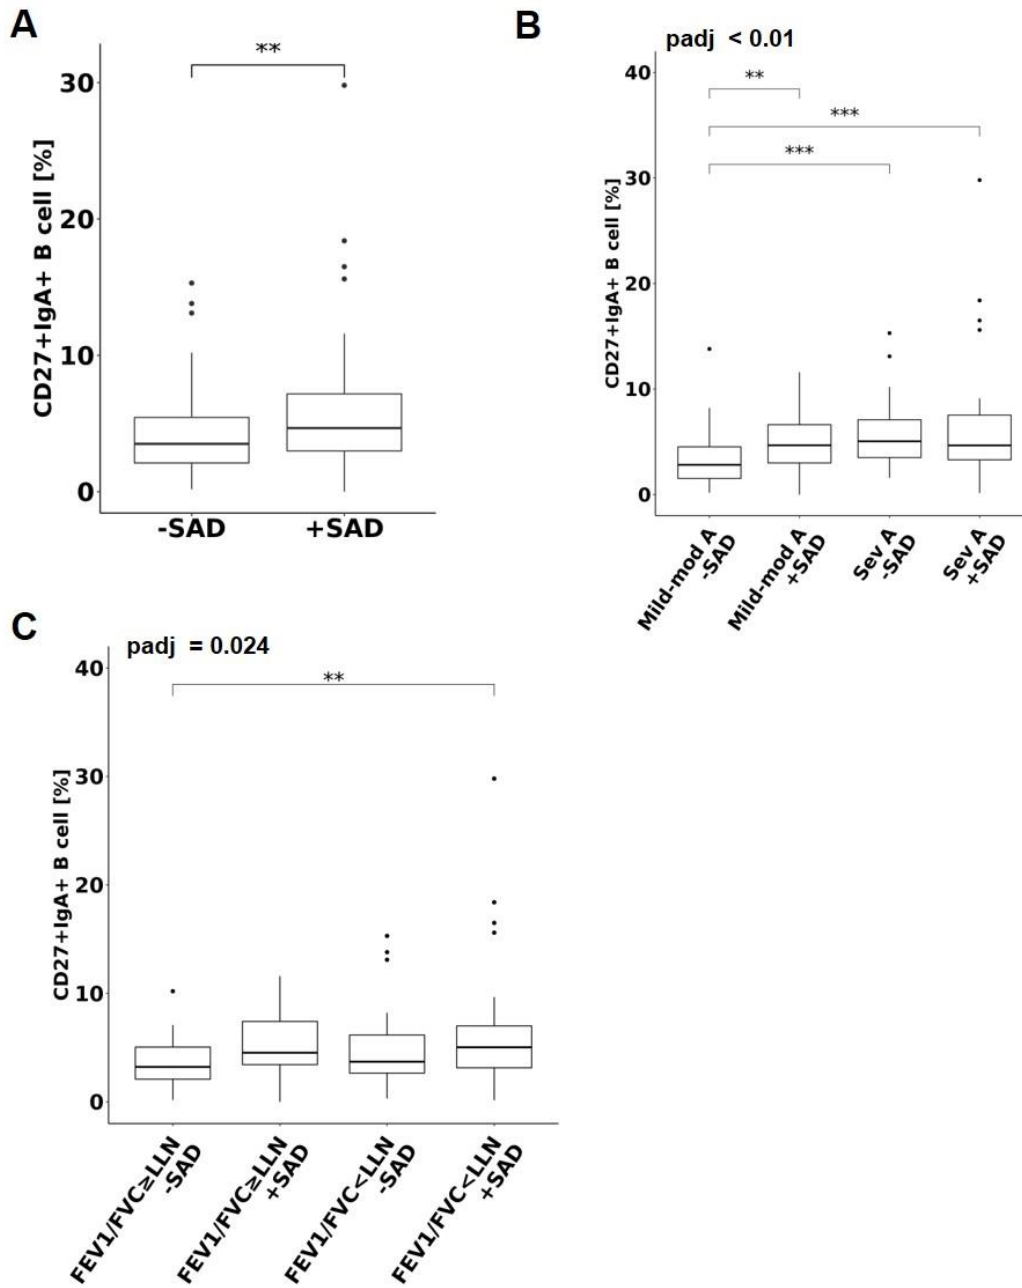 A
**
CD27+IgA+ B cell [%]
30
20
10
0
-SAD
+SAD
B
padj < 0.01
40
**
***
***
CD27+IgA+ B cell [%]
30
20
10
0
Mild-mod A
-SAD
Mild-mod A
+SAD
Sev A
-SAD
Sev A
+SAD
C
padj = 0.024
40
**
CD27+IgA+ B cell [%]
30
20
10
0
FEV1/FVC≥LLN
-SAD
FEV1/FVC≥LLN
+SAD
FEV1/FVC<LLN
-SAD
FEV1/FVC<LLN
+SAD